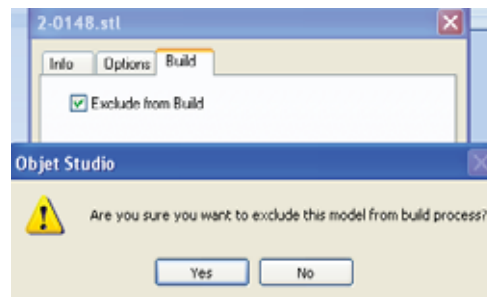 2-0148.stl
Info Options Build
Exclude from Build
Objet Studio
Are you sure you want to exclude this model from build process?
Yes No